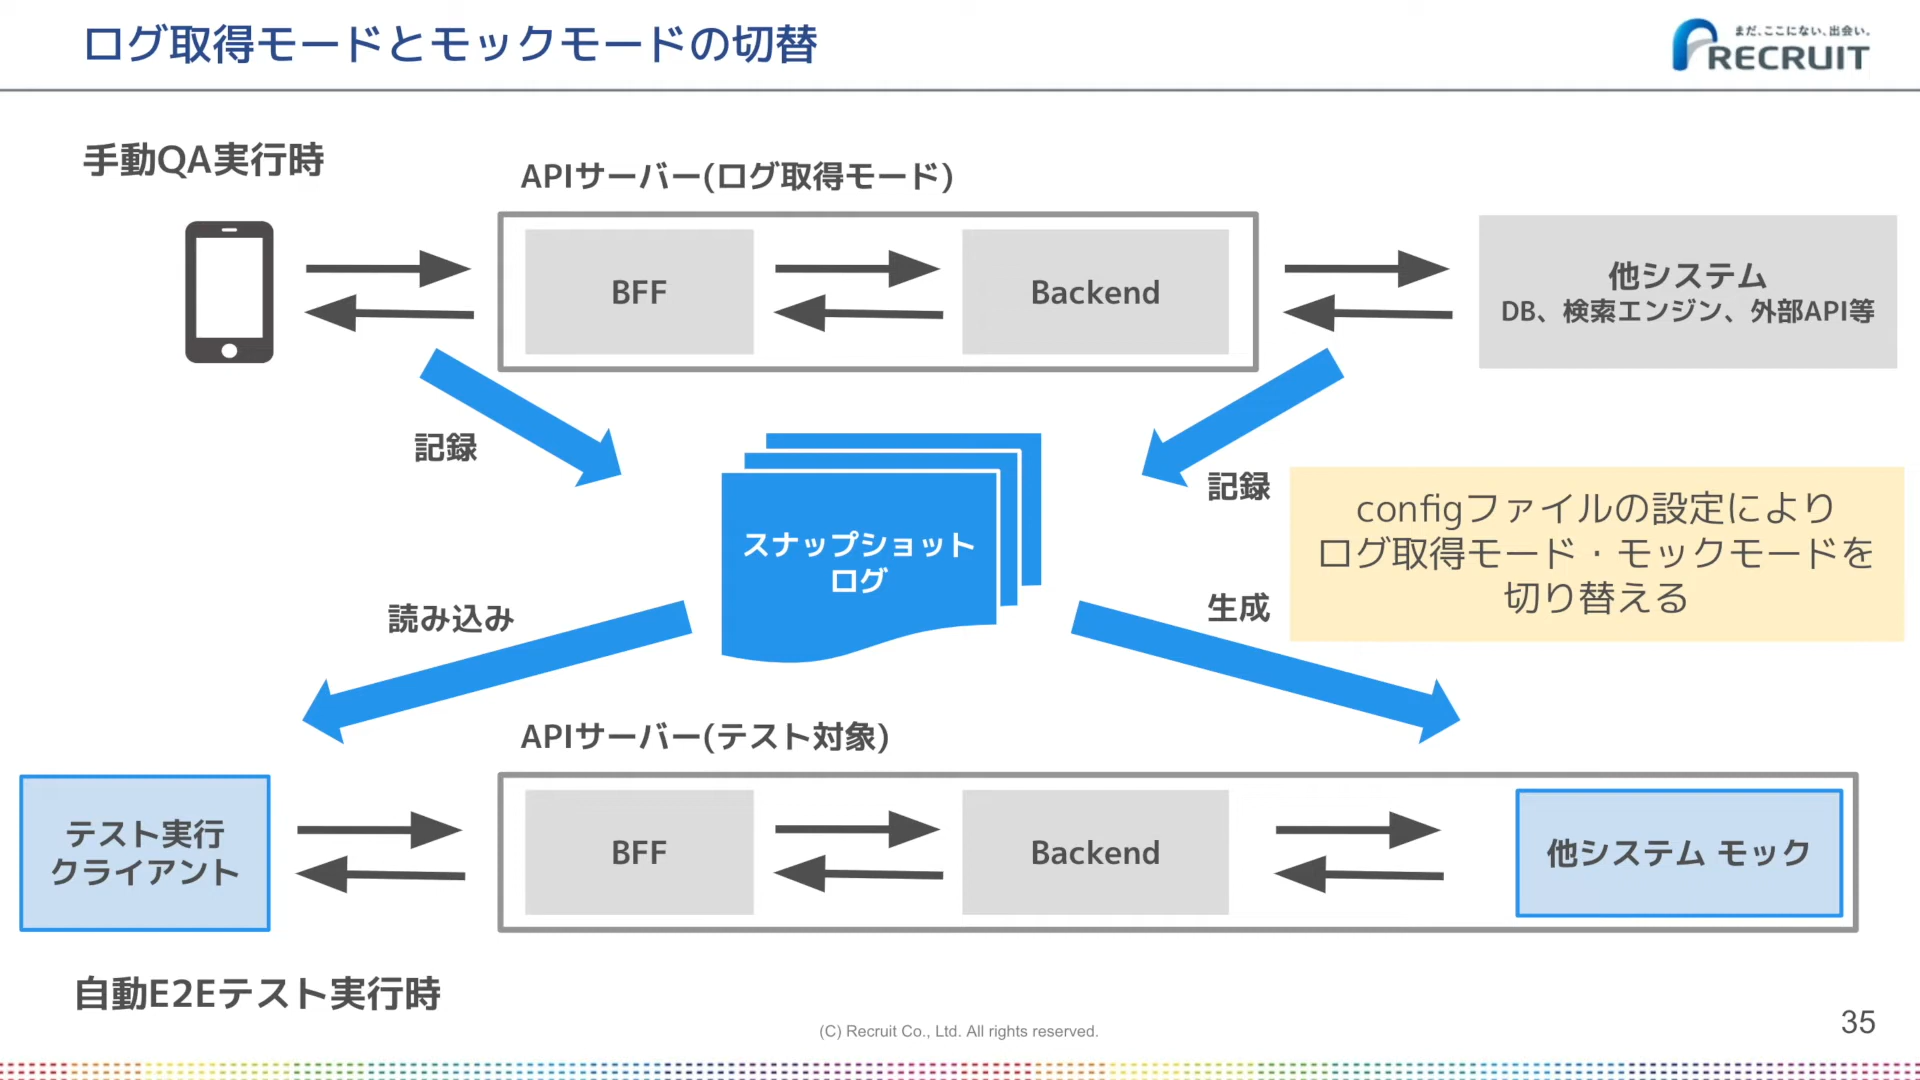 ログ取得モードとモックモードの切替
まだ、ここにない、出会い。
RECRUIT
手動QA実行時
APIサーバー(ログ取得モード)
BFF
Backend
他システム
DB、検索エンジン、外部API等
記録
記録
スナップショット
ログ
configファイルの設定により
ログ取得モード・モックモードを
切り替える
読み込み
生成
APIサーバー(テスト対象)
テスト実行
クライアント
BFF
Backend
他システム モック
自動E2Eテスト実行時
(C) Recruit Co., Ltd. All rights reserved.
35